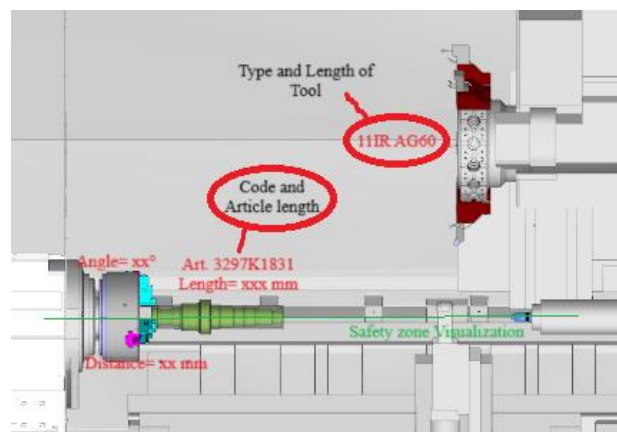 Type and Length of
Tool
11IR AG60
Code and
Article length
Angle= xx°
Art. 3297K1831
Length= xxx mm
Safety zone Visualization
Distance= xx mm